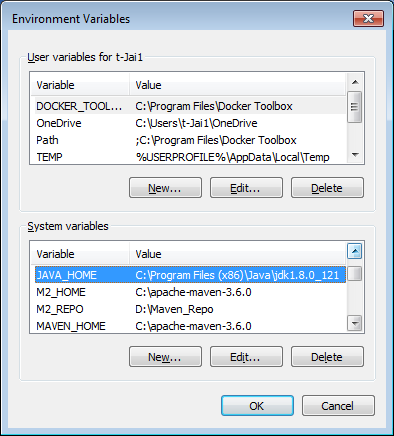 Environment Variables
User variables for t-Jai1
Variable Value
DOCKER_TOOL... C:\Program Files\Docker Toolbox
OneDrive C:\Users\t-Jai1\OneDrive
Path ;C:\Program Files\Docker Toolbox
TEMP %USERPROFILE%\AppData\Local\Temp
New... Edit... Delete
System variables
Variable Value
JAVA_HOME C:\Program Files (x86)\Java\jdk1.8.0_121
M2_HOME C:\apache-maven-3.6.0
M2_REPO D:\Maven_Repo
MAVEN_HOME C:\apache-maven-3.6.0
New... Edit... Delete
OK Cancel